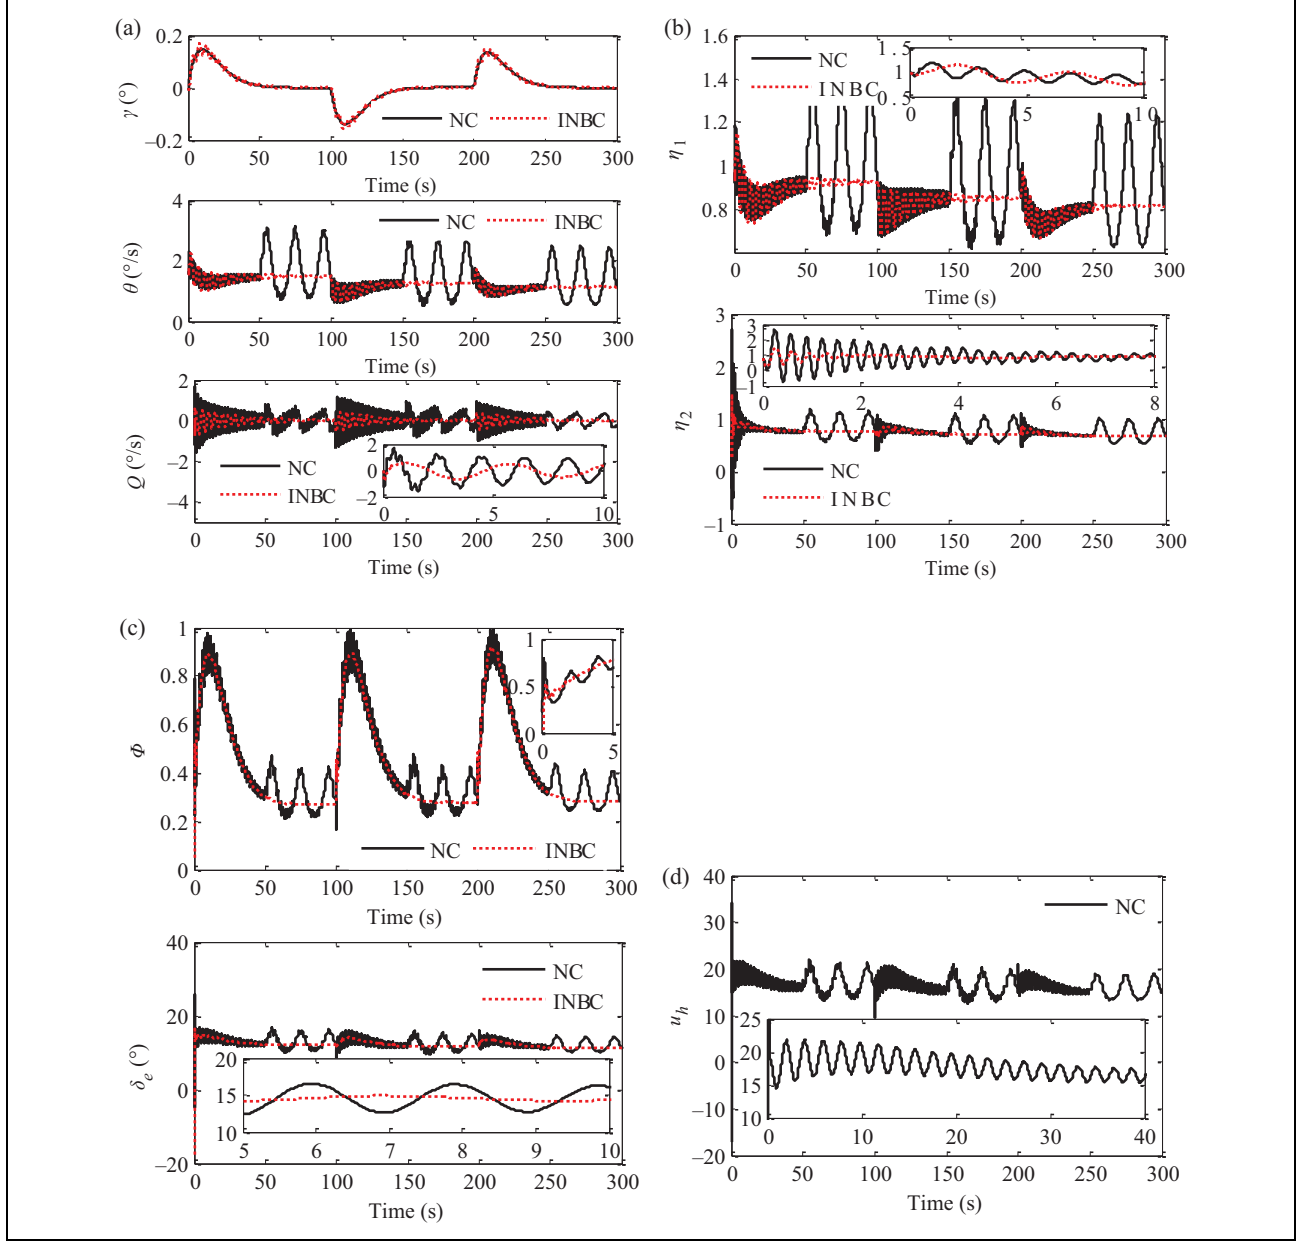 (a)
0.2
0
−0.2
γ (°)
NC INBC
0 50 100 150 200 250 300
Time (s)
4
2
0
θ (°/s)
NC INBC
0 50 100 150 200 250 300
Time (s)
2
0
−2
−4
Q (°/s)
NC
INBC
2
0
−2
0 5 10
0 50 100 150 200 250 300
Time (s)
(b)
1.6
1.4
1.2
1
0.8
η1
NC
INBC
1.5
1
0.5
0 5 10
0 50 100 150 200 250 300
Time (s)
3
2
1
0
−1
η2
3
2
1
0
−1
0 2 4 6 8
NC
INBC
0 50 100 150 200 250 300
Time (s)
(c)
1
0.8
0.6
0.4
0.2
0
Φ
1
0.5
0
0 5
NC INBC
0 50 100 150 200 250 300
Time (s)
40
20
10
0
−20
δe (°)
NC
INBC
20
15
10
5 6 7 8 9 10
0 50 100 150 200 250 300
Time (s)
(d)
40
30
20
10
0
−10
−20
uh
NC
25
20
15
10
0 10 20 30 40
0 50 100 150 200 250 300
Time (s)